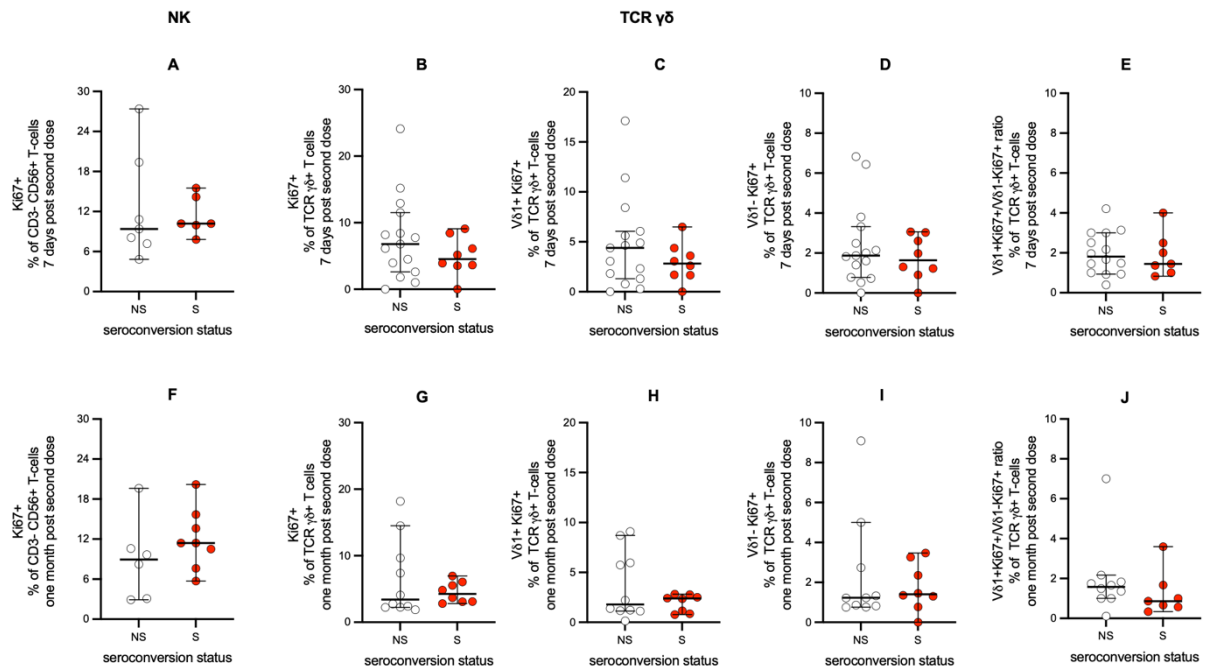 NK
TCR γδ
A
Ki67+
% of CD3- CD56+ T-cells
7 days post second dose
30
24
18
12
6
0
NS
S
seroconversion status
B
Ki67+
% of TCR γδ+ T cells
7 days post second dose
30
20
10
0
NS
S
seroconversion status
C
Vδ1+ Ki67+
% of TCR γδ+ T-cells
7 days post second dose
20
15
10
5
0
NS
S
seroconversion status
D
Vδ1- Ki67+
% of TCR γδ+ T-cells
7 days post second dose
10
8
6
4
2
0
NS
S
seroconversion status
E
Vδ1+Ki67+/Vδ1-Ki67+ ratio
% of TCR γδ+ T-cells
7 days post second dose
10
8
6
4
2
0
NS
S
seroconversion status
F
Ki67+
% of CD3- CD56+ T-cells
one month post second dose
30
24
18
12
6
0
NS
S
seroconversion status
G
Ki67+
% of TCR γδ+ T cells
one month post second dose
30
20
10
0
NS
S
seroconversion status
H
Vδ1+ Ki67+
% of TCR γδ+ T-cells
one month post second dose
20
15
10
5
0
NS
S
seroconversion status
I
Vδ1- Ki67+
% of TCR γδ+ T-cells
one month post second dose
10
8
6
4
2
0
NS
S
seroconversion status
J
Vδ1+Ki67+/Vδ1-Ki67+ ratio
% of TCR γδ+ T-cells
one month post second dose
10
8
6
4
2
0
NS
S
seroconversion status